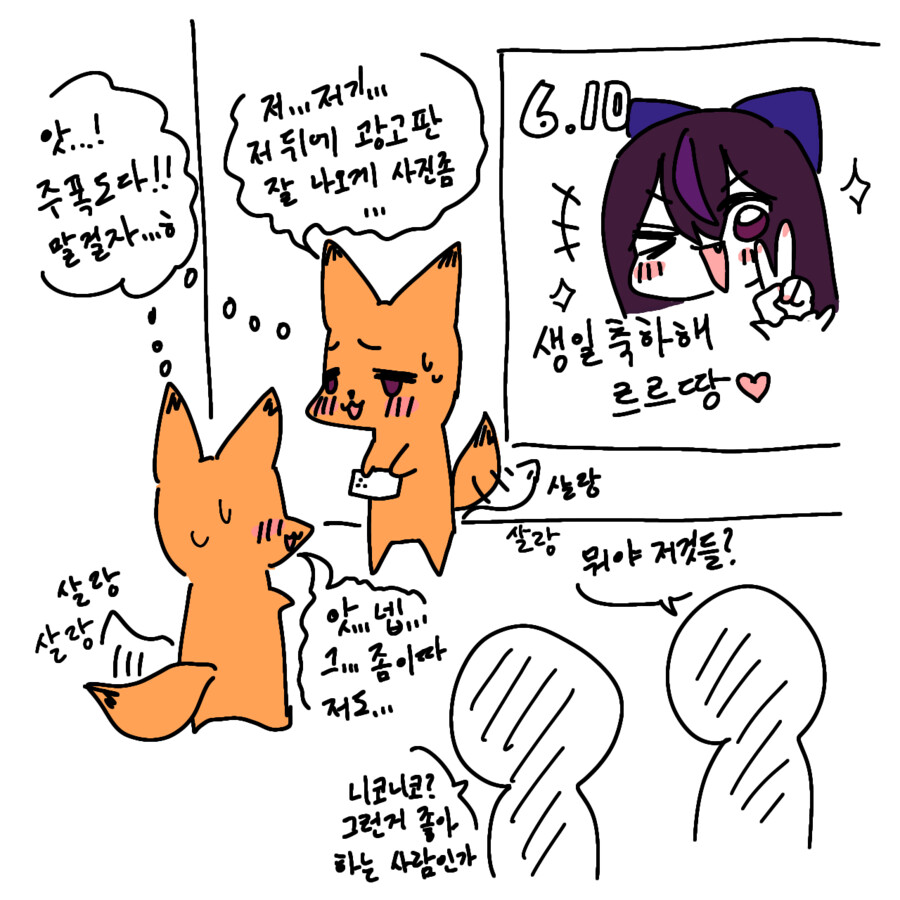 앗...!
주폭도다!!
말걸자...ㅎ
저...저기...
저 뒤에 광고판
잘 나오게 사진좀
...
6.10
생일축하해
르르땅♡
살랑
살랑
뭐야 저것들?
살랑
살랑
앗... 넵...
그... 좀이따
저도...
니코니코?
그런거 좋아
하는 사람인가